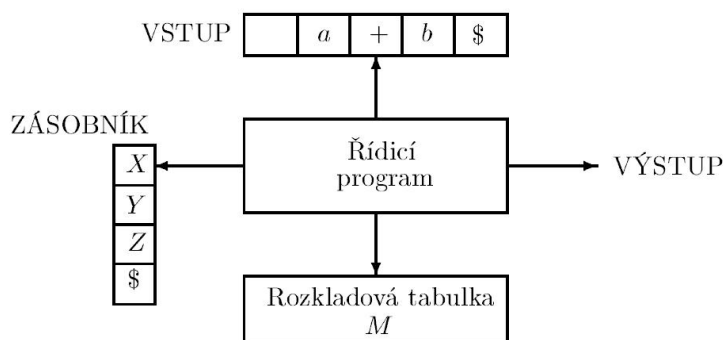 VSTUP a + b $
ZÁSOBNÍK
X
Y
Z
$
Řídicí
program
VÝSTUP
Rozkladová tabulka
M